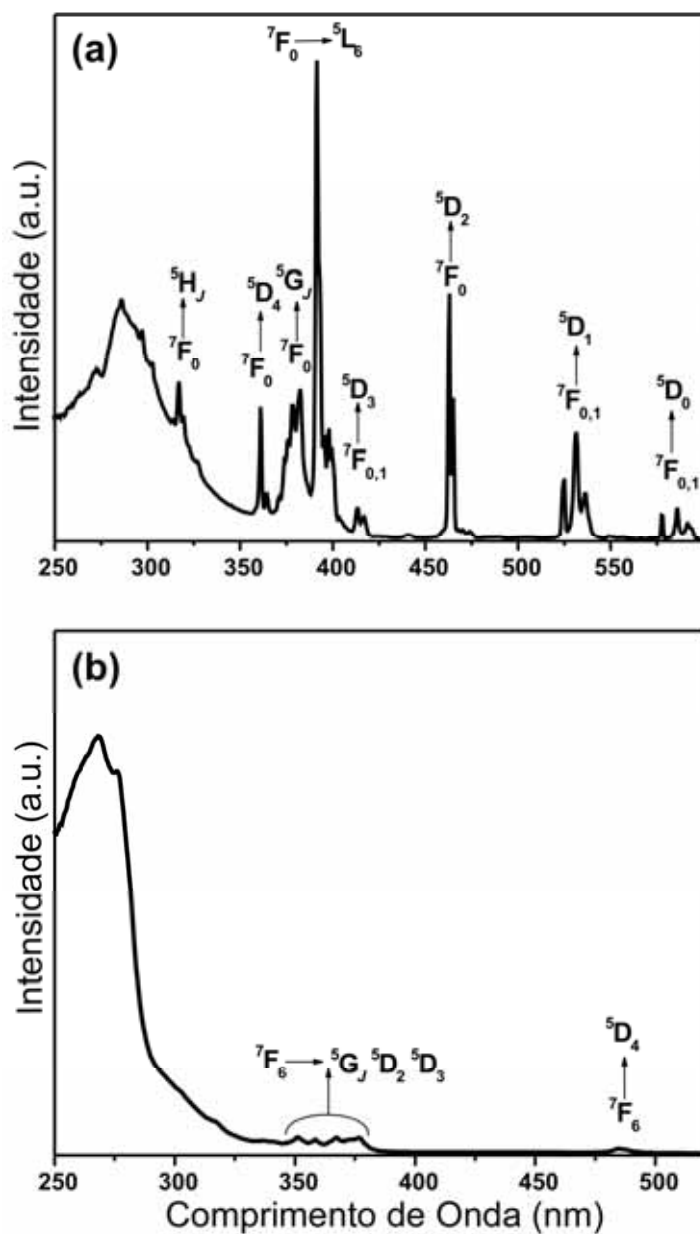 (a)
⁷F₀ → ⁵L₆
Intensidade (a.u.)
⁵H_J
⁷F₀
⁵D₄
⁷F₀
⁵G_J
⁷F₀
⁵D₃
⁷F₀,₁
⁵D₂
⁷F₀
⁵D₁
⁷F₀,₁
⁵D₀
⁷F₀,₁
250 300 350 400 450 500 550
(b)
Intensidade (a.u.)
⁷F₆ → ⁵G_J ⁵D₂ ⁵D₃
⁵D₄
⁷F₆
250 300 350 400 450 500
Comprimento de Onda (nm)